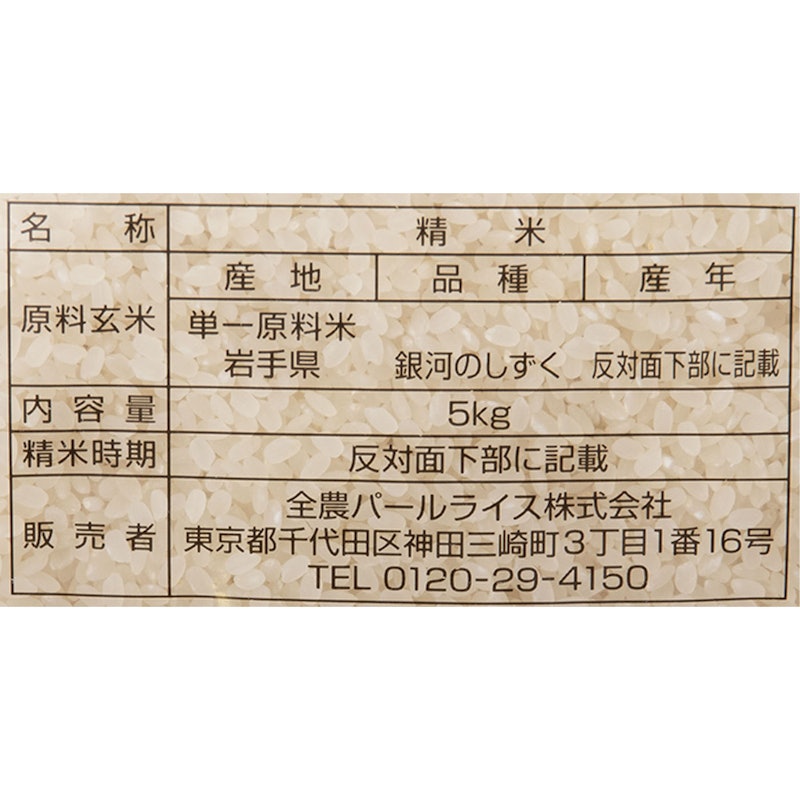 名称 精米
産地 品種 産年
原料玄米 単一原料米
岩手県 銀河のしずく 反対面下部に記載
内容量 5kg
精米時期 反対面下部に記載
全農パールライス株式会社
販売者 東京都千代田区神田三崎町3丁目1番16号
TEL 0120-29-4150